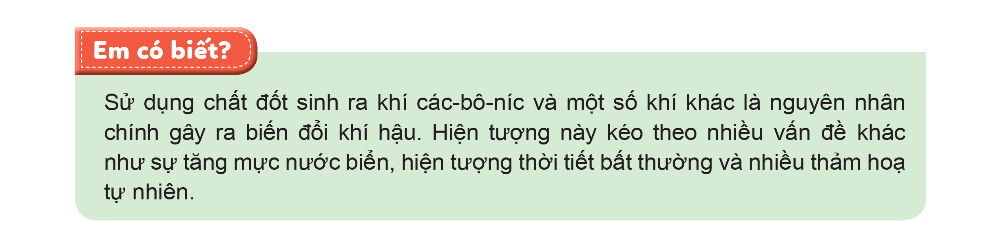 Em có biết?
Sử dụng chất đốt sinh ra khí các-bô-níc và một số khí khác là nguyên nhân
chính gây ra biến đổi khí hậu. Hiện tượng này kéo theo nhiều vấn đề khác
như sự tăng mực nước biển, hiện tượng thời tiết bất thường và nhiều thảm hoạ
tự nhiên.